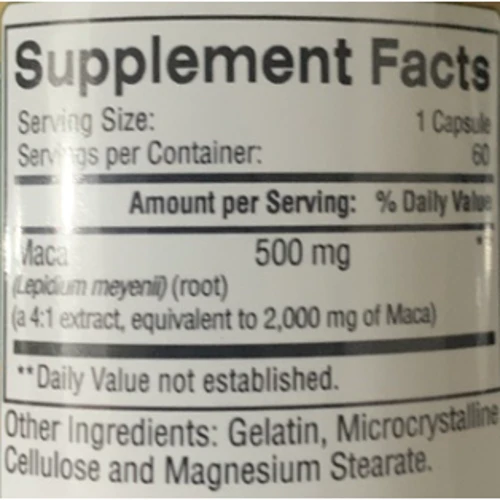 Supplement Facts
Serving Size: 1 Capsule
Servings per Container: 60
Amount per Serving: % Daily Value
Maca 500 mg *
(Lepidium meyenii) (root)
(a 4:1 extract, equivalent to 2,000 mg of Maca)
**Daily Value not established.
Other Ingredients: Gelatin, Microcrystalline
Cellulose and Magnesium Stearate.